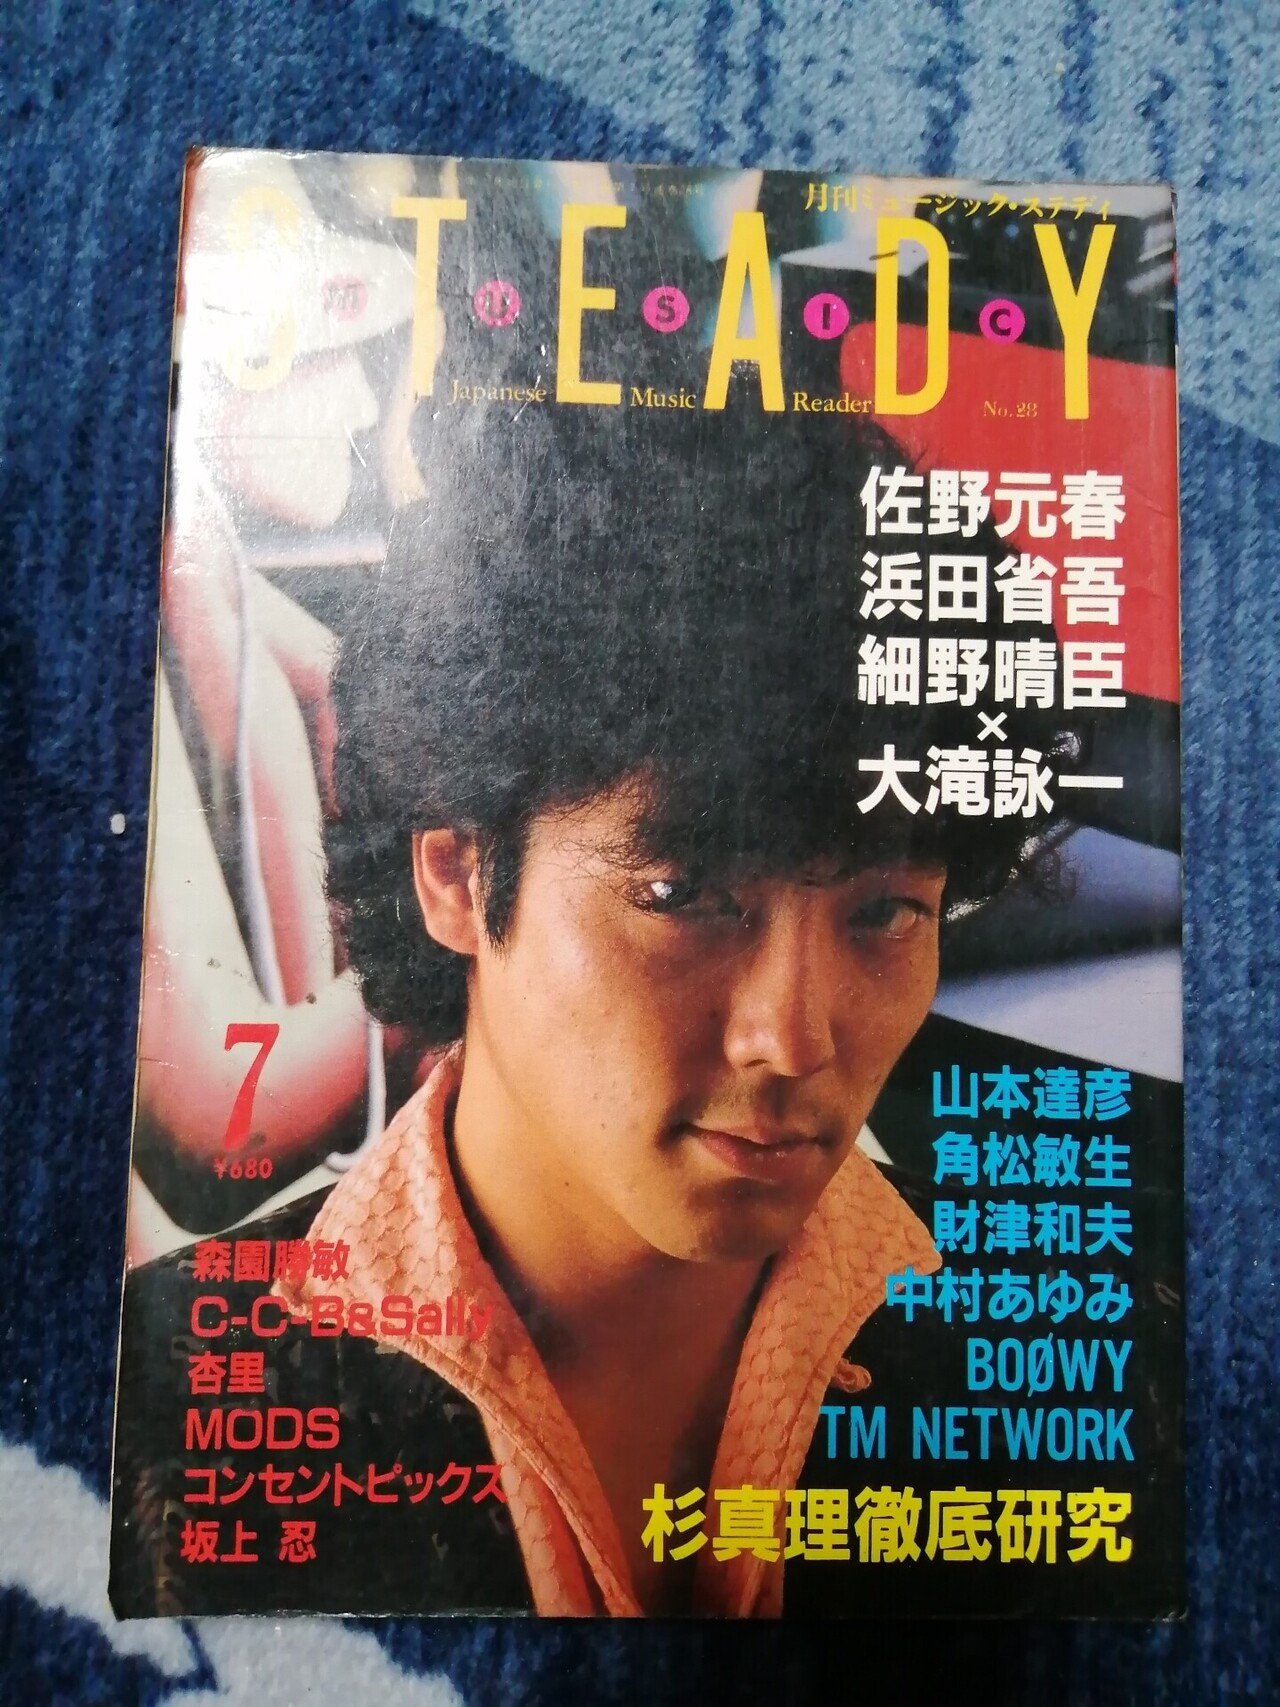 月刊ミュージック・ステディ
STEADY
MUSIC
Japanese Music Reader No.28
佐野元春
浜田省吾
細野晴臣
×
大滝詠一
7
¥680
山本達彦
角松敏生
財津和夫
中村あゆみ
BOØWY
TM NETWORK
杉真理徹底研究
森園勝敏
C-C-B&Sally
杏里
MODS
コンセントピックス
坂上 忍